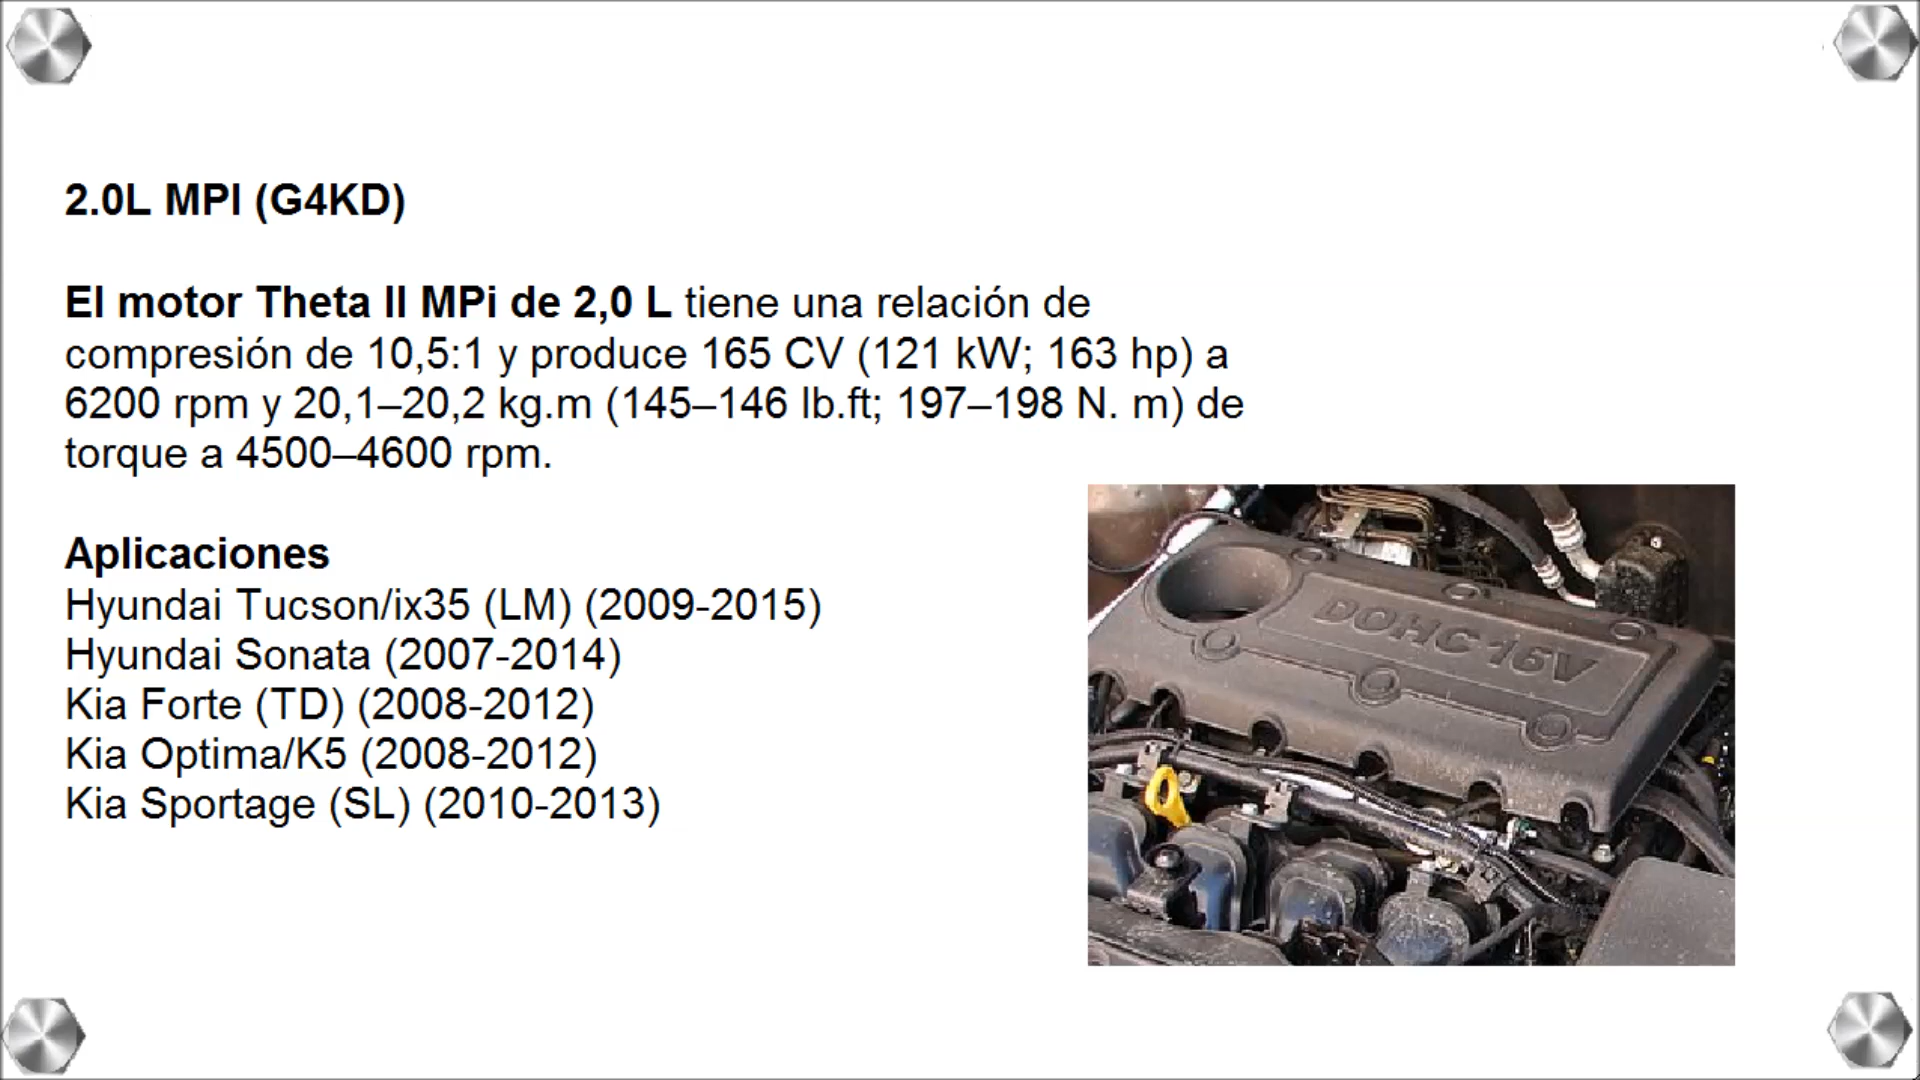 2.0L MPI (G4KD)
El motor Theta II MPi de 2,0 L tiene una relación de
compresión de 10,5:1 y produce 165 CV (121 kW; 163 hp) a
6200 rpm y 20,1–20,2 kg.m (145–146 lb.ft; 197–198 N. m) de
torque a 4500–4600 rpm.
Aplicaciones
Hyundai Tucson/ix35 (LM) (2009-2015)
Hyundai Sonata (2007-2014)
Kia Forte (TD) (2008-2012)
Kia Optima/K5 (2008-2012)
Kia Sportage (SL) (2010-2013)
DOHC 16V